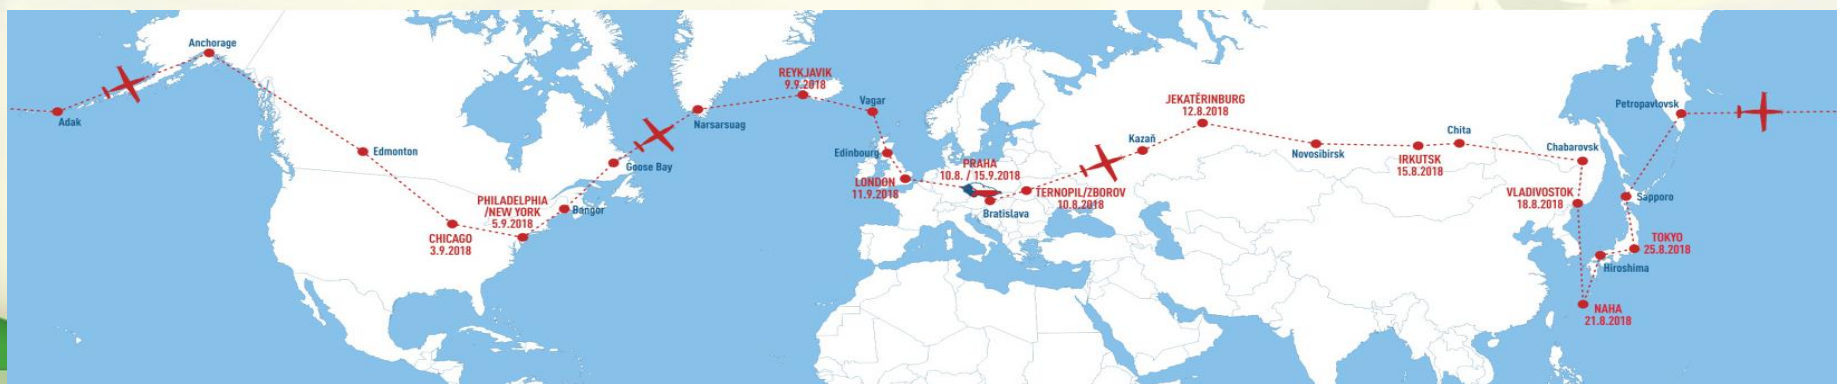 Anchorage
Adak
Edmonton
CHICAGO
3.9.2018
PHILADELPHIA
/NEW YORK
5.9.2018
Bangor
Goose Bay
Narsarsuag
REYKJAVIK
9.9.2018
Vagar
Edinbourg
LONDON
11.9.2018
PRAHA
10.8. / 15.9.2018
Bratislava
TERNOPIL/ZBOROV
10.8.2018
Kazaň
JEKATĚRINBURG
12.8.2018
Novosibirsk
IRKUTSK
15.8.2018
Chita
Chabarovsk
VLADIVOSTOK
18.8.2018
NAHA
21.8.2018
Hiroshima
TOKYO
25.8.2018
Sapporo
Petropavlovsk